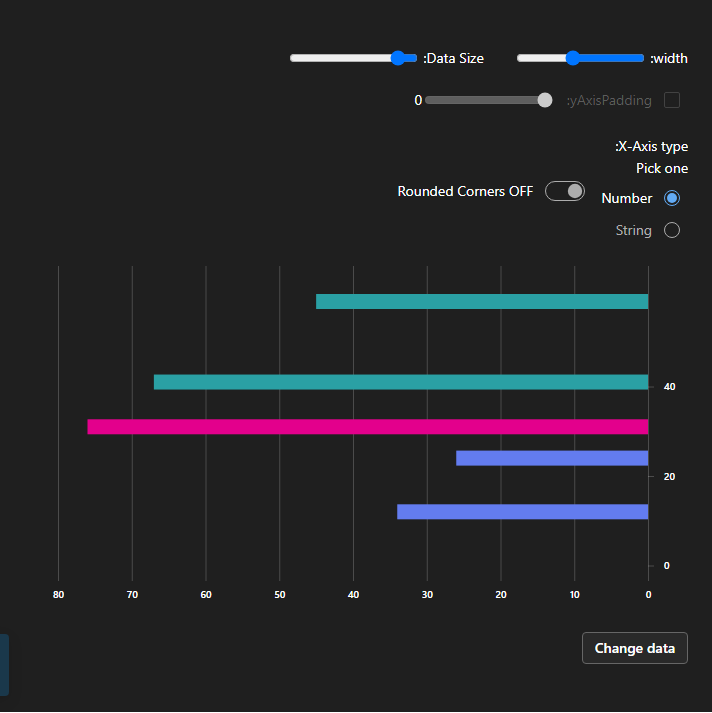 :width
:Data Size
:yAxisPadding
0
:X-Axis type
Pick one
Number
Rounded Corners OFF
String
40
20
0
80 70 60 50 40 30 20 10 0
Change data